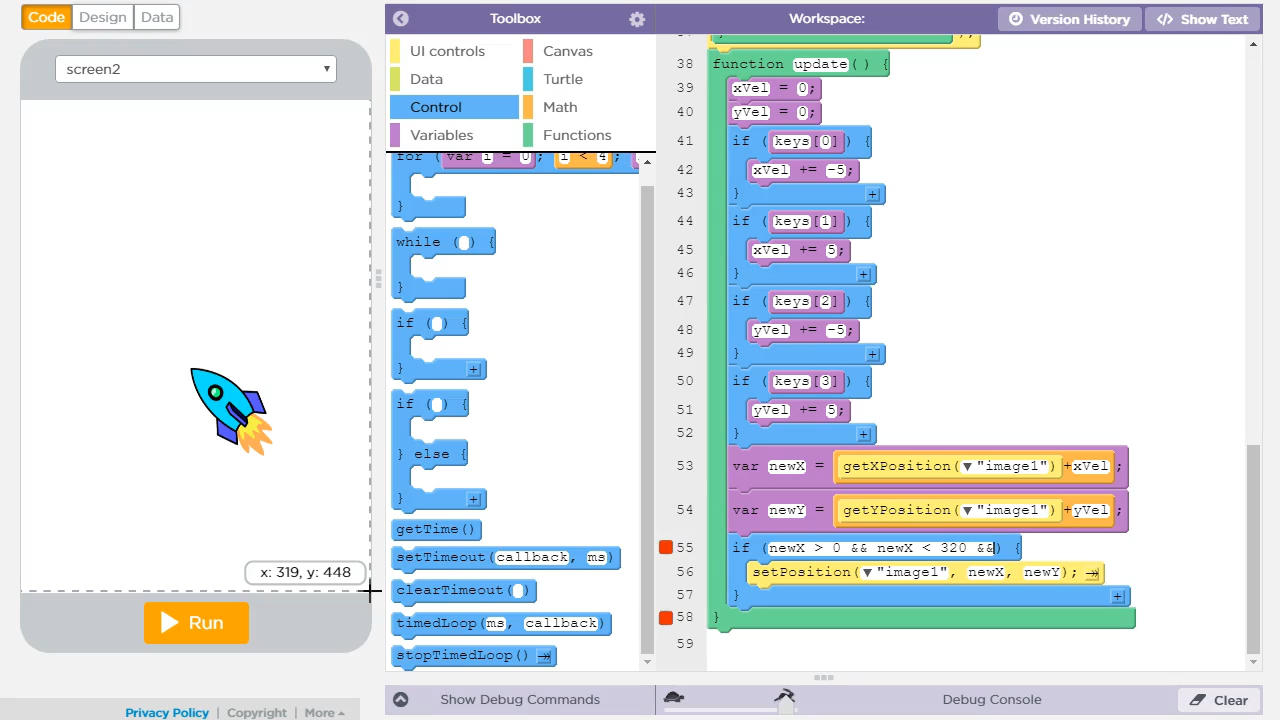 Code Design Data
screen2
x: 319, y: 448
Run
Privacy Policy | Copyright | More
Toolbox
UI controls
Canvas
Data
Turtle
Control
Math
Variables
Functions
for (var i = 0; i < 4;
}
while () {
}
if () {
}
if () {
} else {
}
getTime()
setTimeout(callback, ms)
clearTimeout()
timedLoop(ms, callback)
stopTimedLoop()
Show Debug Commands
Workspace:
Version History
Show Text
38 function update() {
39 xVel = 0;
40 yVel = 0;
41 if (keys[0]) {
42 xVel += -5;
43 }
44 if (keys[1]) {
45 xVel += 5;
46 }
47 if (keys[2]) {
48 yVel += -5;
49 }
50 if (keys[3]) {
51 yVel += 5;
52 }
53 var newX = getXPosition("image1")+xVel;
54 var newY = getYPosition("image1")+yVel;
55 if (newX > 0 && newX < 320 &&) {
56 setPosition("image1", newX, newY);
57 }
58 }
59
Debug Console
Clear